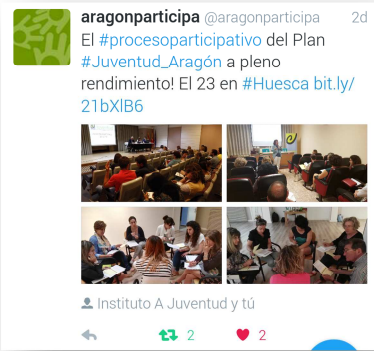 aragonparticipa @aragonparticipa 2d
El #procesoparticipativo del Plan
#Juventud_Aragón a pleno
rendimiento! El 23 en #Huesca bit.ly/
21bXlB6
Instituto A Juventud y tú
2 2